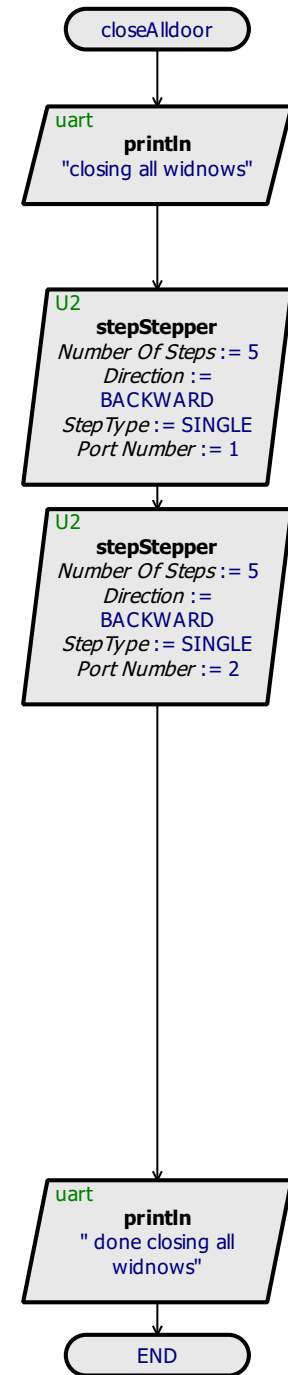 closeAlldoor
uart
println
"closing all widnows"
U2
stepStepper
Number Of Steps := 5
Direction :=
BACKWARD
StepType := SINGLE
Port Number := 1
U2
stepStepper
Number Of Steps := 5
Direction :=
BACKWARD
StepType := SINGLE
Port Number := 2
uart
println
" done closing all
widnows"
END